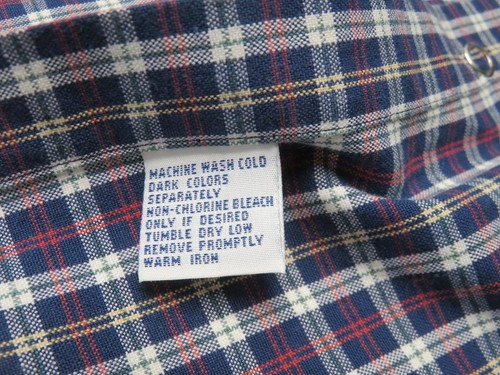 MACHINE WASH COLD
DARK COLORS
SEPARATELY
NON-CHLORINE BLEACH
ONLY IF DESIRED
TUMBLE DRY LOW
REMOVE PROMPTLY
WARM IRON